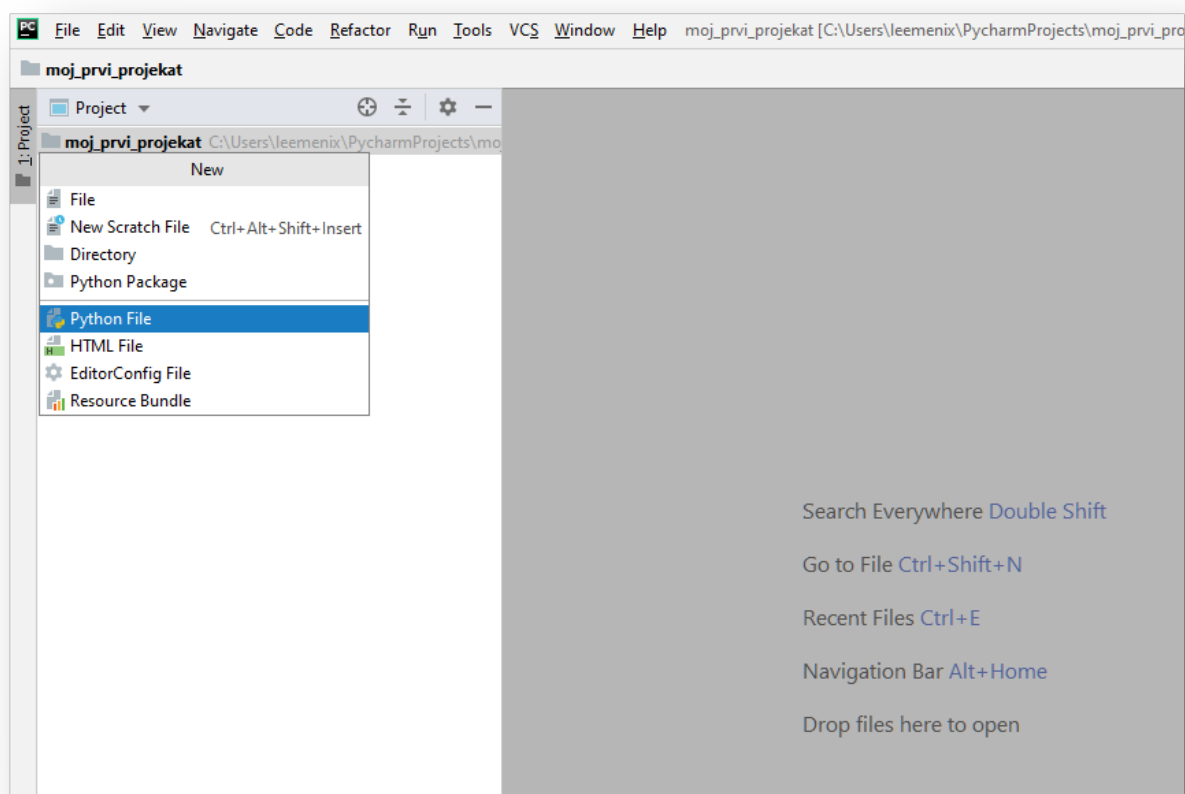 PC File Edit View Navigate Code Refactor Run Tools VCS Window Help moj_prvi_projekat [C:\Users\leemenix\PycharmProjects\moj_prvi_pro
moj_prvi_projekat
1: Project
Project
moj_prvi_projekat C:\Users\leemenix\PycharmProjects\mo
New
File
New Scratch File Ctrl+Alt+Shift+Insert
Directory
Python Package
Python File
HTML File
EditorConfig File
Resource Bundle
Search Everywhere Double Shift
Go to File Ctrl+Shift+N
Recent Files Ctrl+E
Navigation Bar Alt+Home
Drop files here to open